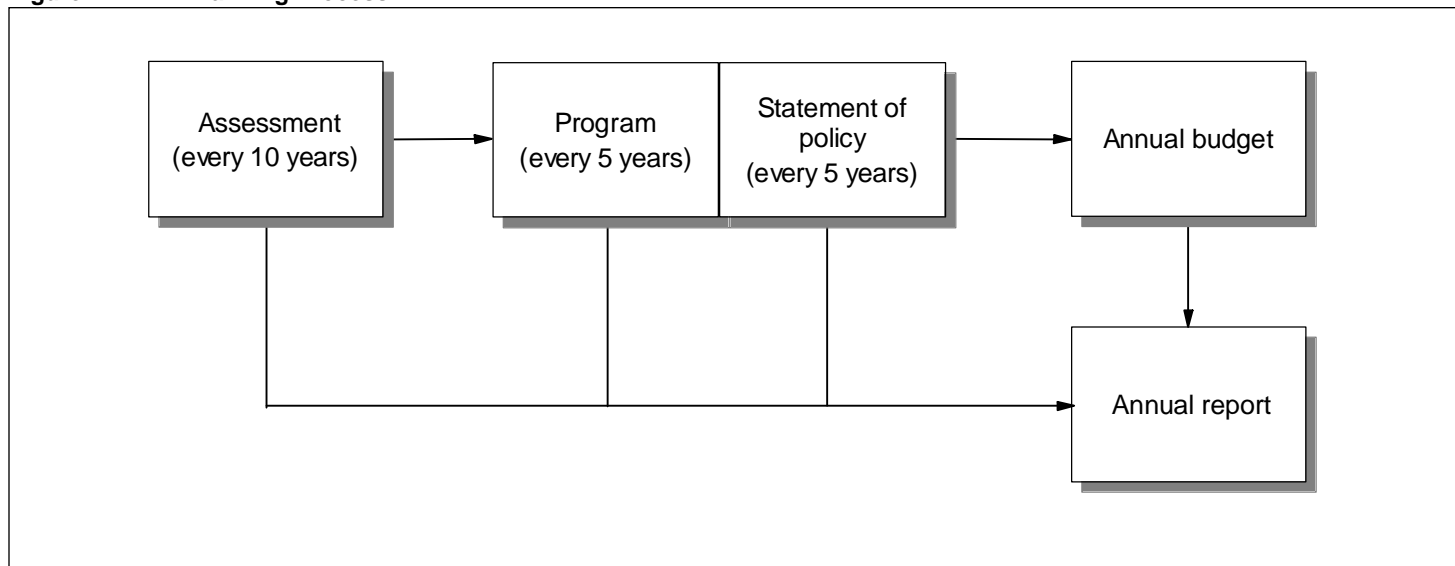 Assessment
(every 10 years)
Program
(every 5 years)
Statement of
policy
(every 5 years)
Annual budget
Annual report